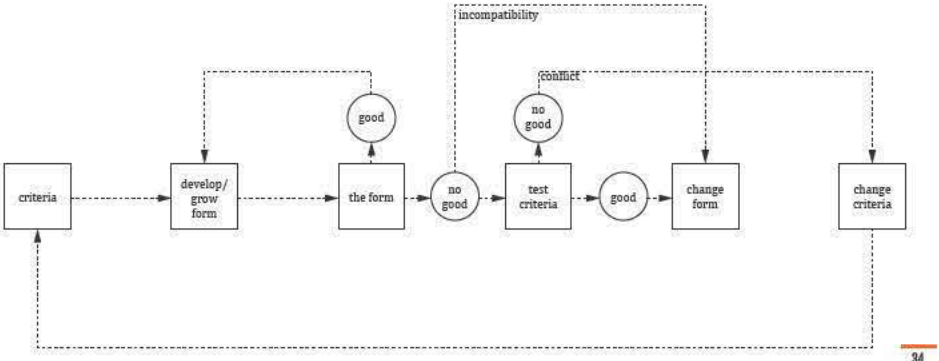 incompatibility
conflict
good
no
good
criteria
develop/
grow
form
the form
no
good
test
criteria
good
change
form
change
criteria
34